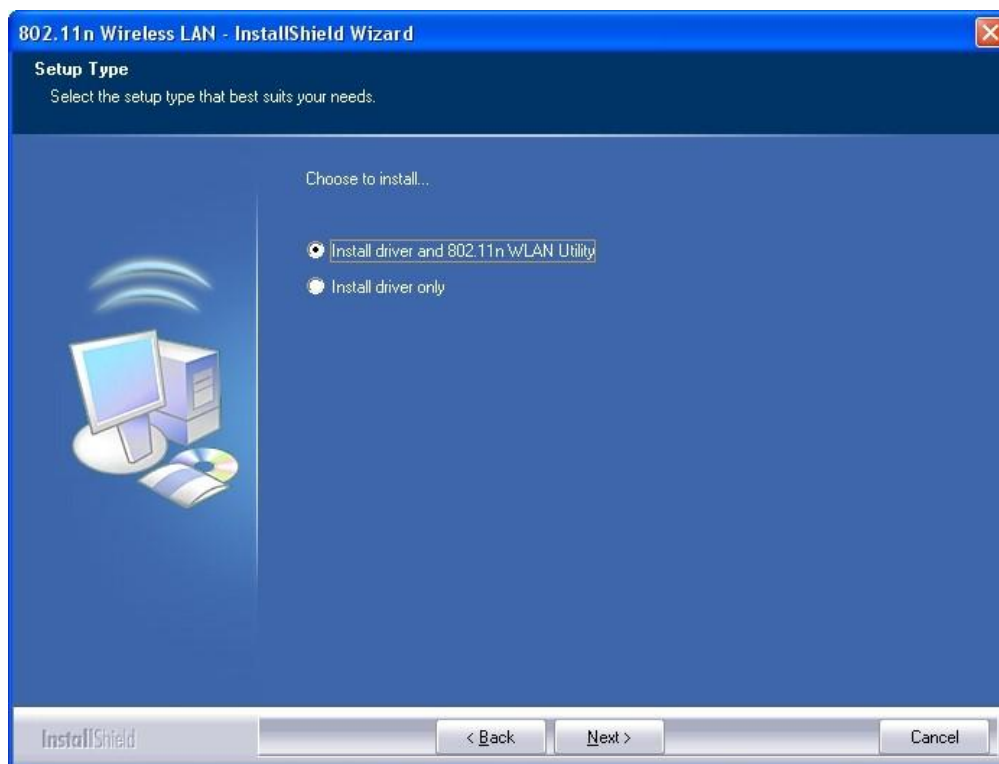 802.11n Wireless LAN - InstallShield Wizard
Setup Type
Select the setup type that best suits your needs.
Choose to install...
Install driver and 802.11n WLAN Utility
Install driver only
InstallShield
< Back
Next >
Cancel